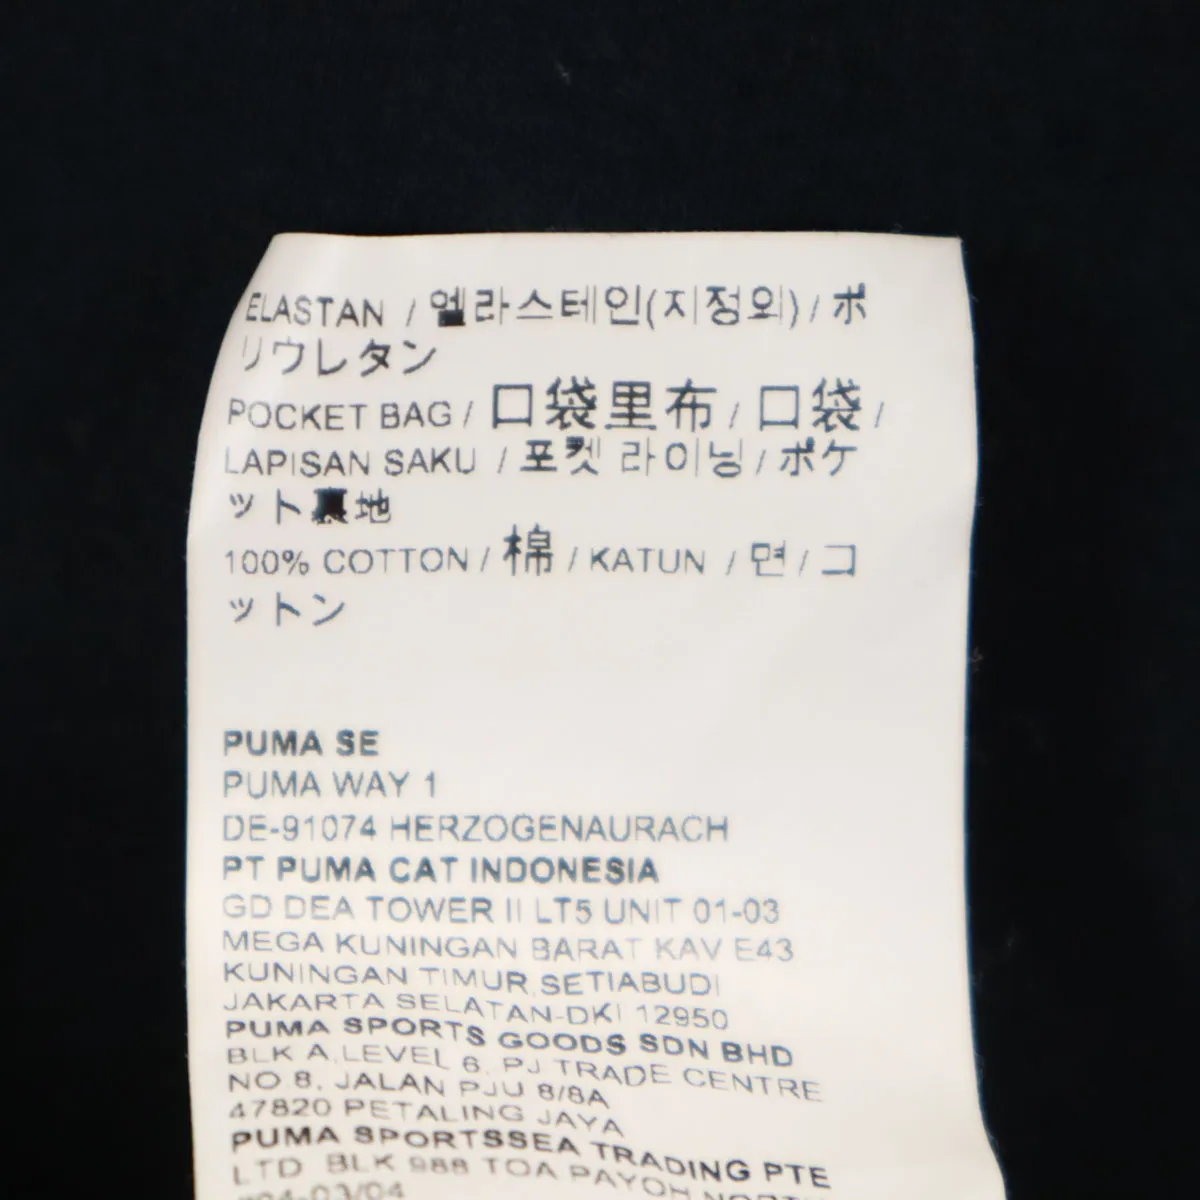 ELASTAN / 엘라스테인(지정외) / ポ
リウレタン
POCKET BAG / 口袋里布 / 口袋 /
LAPISAN SAKU / 포켓 라이닝 / ポケ
ット裏地
100% COTTON / 棉 / KATUN / 면 / コ
ットン
PUMA SE
PUMA WAY 1
DE-91074 HERZOGENAURACH
PT PUMA CAT INDONESIA
GD DEA TOWER II LT5 UNIT 01-03
MEGA KUNINGAN BARAT KAV E43
KUNINGAN TIMUR,SETIABUDI
JAKARTA SELATAN-DKI 12950
PUMA SPORTS GOODS SDN BHD
BLK A,LEVEL 6, PJ TRADE CENTRE
NO.8, JALAN PJU 8/8A
47820 PETALING JAYA
PUMA SPORTSSEA TRADING PTE
LTD BLK 988 TOA PAYOH NORTH
#04-03/04